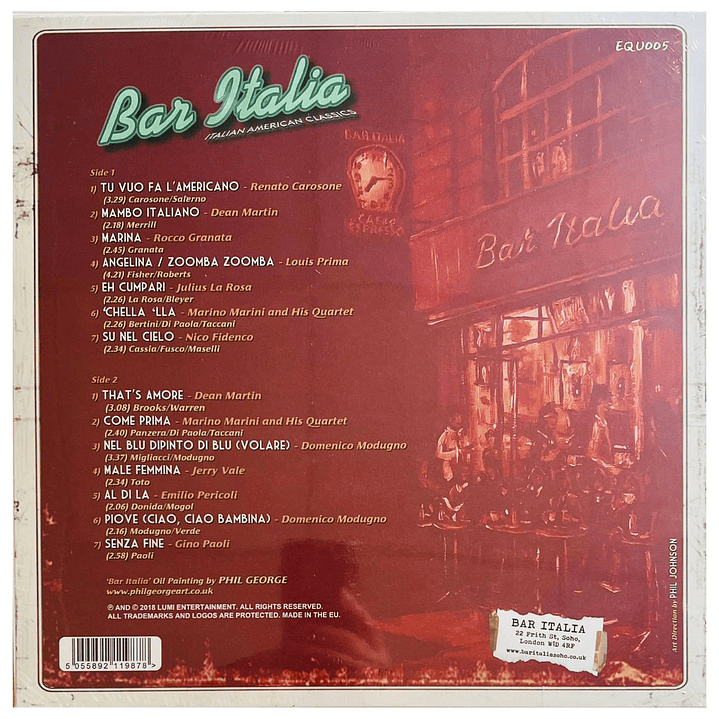 EQU005
Bar Italia
ITALIAN AMERICAN CLASSICS
BAR ITALIA
CAFFE
ESPRESSO
Bar Italia
Side 1
1) TU VUO FA L'AMERICANO - Renato Carosone
(3.29) Carosone/Salerno
2) MAMBO ITALIANO - Dean Martin
(2.18) Merrill
3) MARINA - Rocco Granata
(2.45) Granata
4) ANGELINA / ZOOMBA ZOOMBA - Louis Prima
(4.21) Fisher/Roberts
5) EH CUMPARI - Julius La Rosa
(2.26) La Rosa/Bleyer
6) ‘CHELLA ‘LLA - Marino Marini and His Quartet
(2.26) Bertini/Di Paola/Taccani
7) SU NEL CIELO - Nico Fidenco
(2.34) Cassia/Fusco/Maselli
Side 2
1) THAT'S AMORE - Dean Martin
(3.08) Brooks/Warren
2) COME PRIMA - Marino Marini and His Quartet
(2.40) Panzera/Di Paola/Taccani
3) NEL BLU DIPINTO DI BLU (VOLARE) - Domenico Modugno
(3.37) Migliacci/Modugno
4) MALE FEMMINA - Jerry Vale
(2.34) Toto
5) AL DI LA - Emilio Pericoli
(2.06) Donida/Mogol
6) PIOVE (CIAO, CIAO BAMBINA) - Domenico Modugno
(2.16) Modugno/Verde
7) SENZA FINE - Gino Paoli
(2.58) Paoli
‘Bar Italia’ Oil Painting by PHIL GEORGE
www.philgeorgeart.co.uk
℗ AND © 2018 LUMI ENTERTAINMENT. ALL RIGHTS RESERVED.
ALL TRADEMARKS AND LOGOS ARE PROTECTED. MADE IN THE EU.
5 055892 119878 >
BAR ITALIA
22 Frith St, Soho,
London W1D 4RF
www.baritaliasoho.co.uk
Art Direction by PHIL JOHNSON